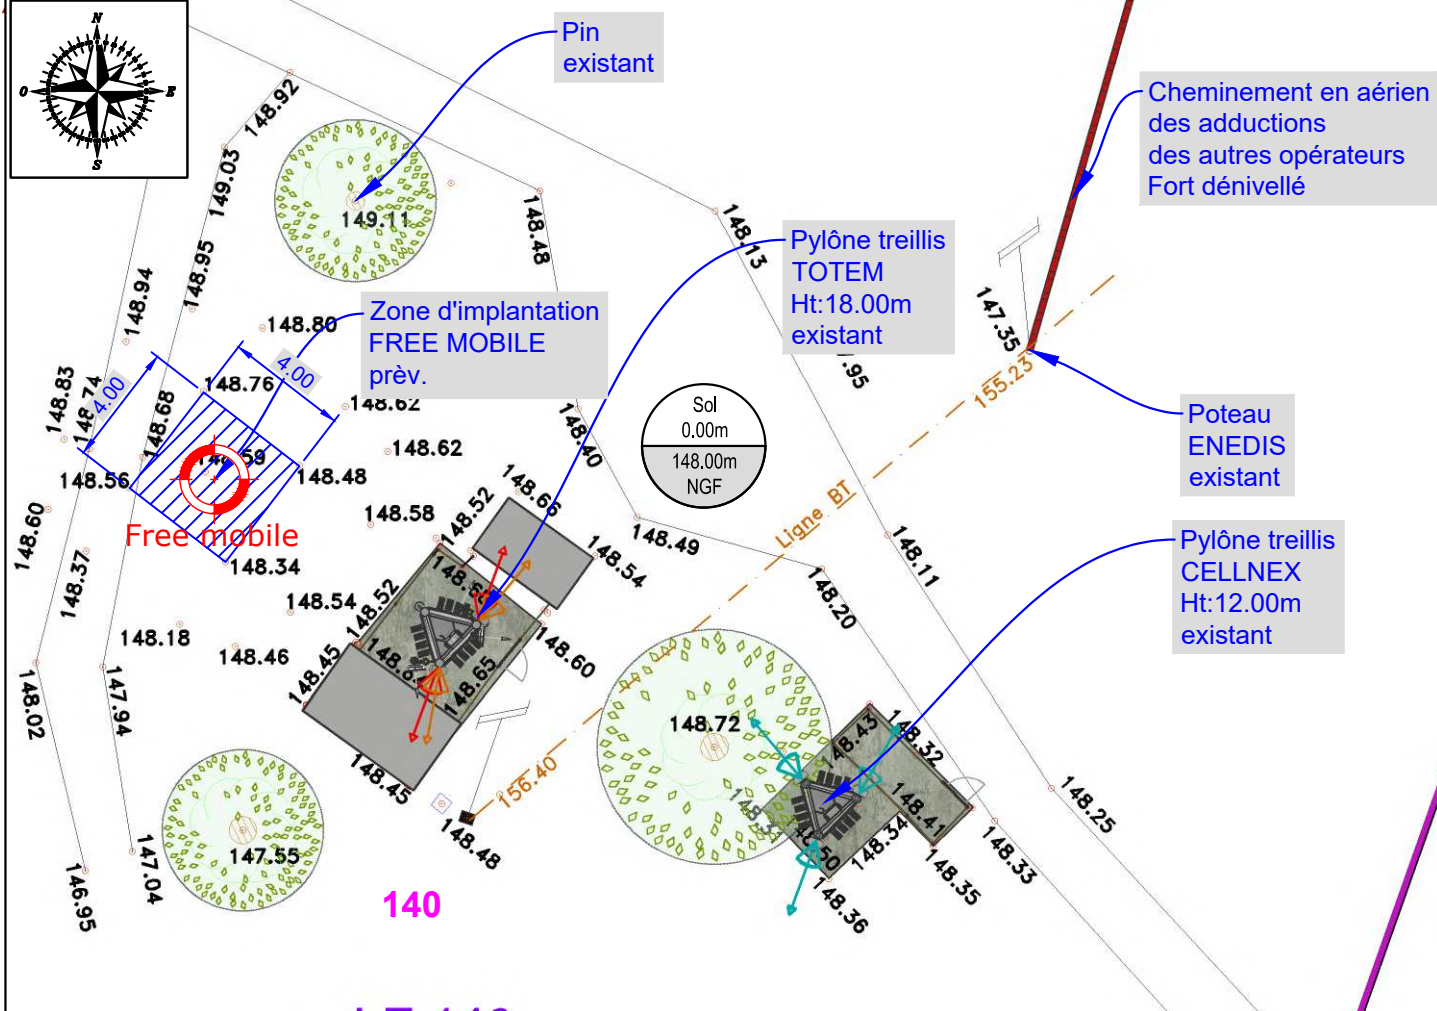 N
O
E
S
Pin
existant
Cheminement en aérien
des adductions
des autres opérateurs
Fort dénivellé
148.92
149.03
149.11
148.48
148.13
148.95
148.94
Pylône treillis
TOTEM
Ht:18.00m
existant
Zone d'implantation
FREE MOBILE
prèv.
148.80
147.35
155.23
4.00
4.00
148.76
148.83
148.74
148.68
148.62
148.62
148.40
Sol
0.00m
148.00m
NGF
Poteau
ENEDIS
existant
148.56
148.59
148.48
148.60
Free mobile
148.58
148.52
148.66
148.49
148.54
Ligne BT
148.11
148.37
148.34
148.54
148.52
148.20
Pylône treillis
CELLNEX
Ht:12.00m
existant
148.18
148.46
148.45
148.65
148.60
148.02
147.94
148.72
148.43
148.32
156.40
148.45
148.48
148.41
148.34
148.50
148.36
148.35
148.33
148.25
147.55
147.04
146.95
140